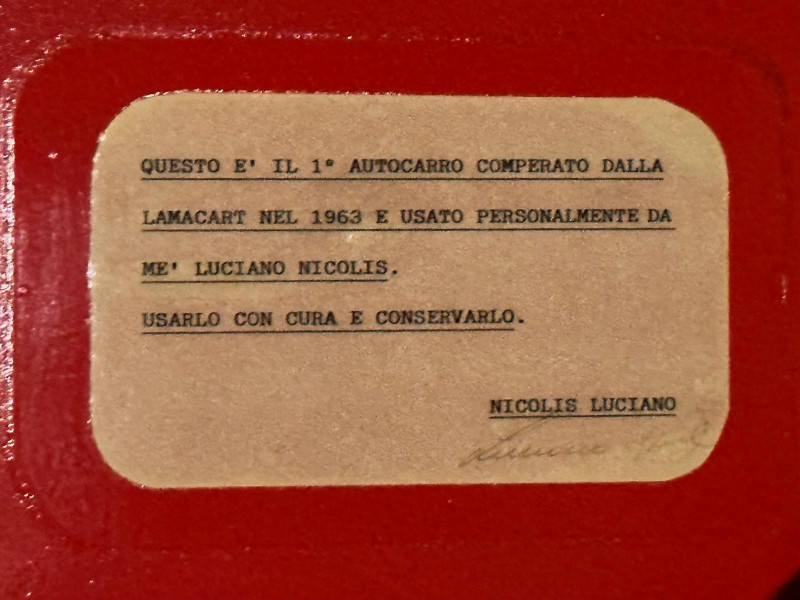 QUESTO E' IL 1° AUTOCARRO COMPERATO DALLA
LAMACART NEL 1963 E USATO PERSONALMENTE DA
ME' LUCIANO NICOLIS.
USARLO CON CURA E CONSERVARLO.
NICOLIS LUCIANO